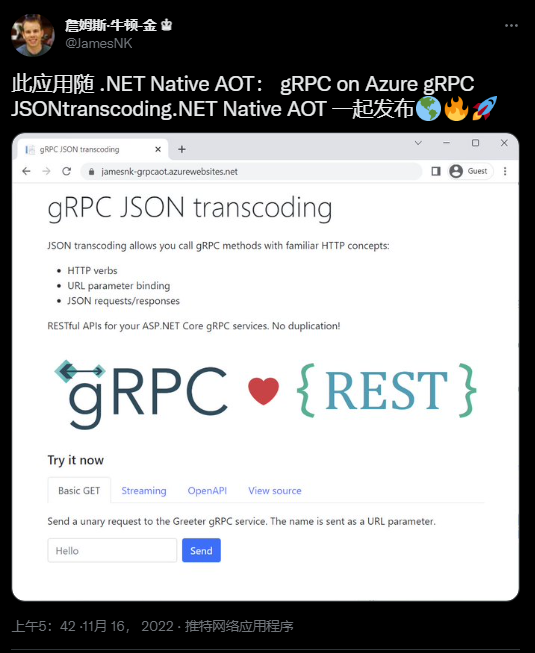 詹姆斯·牛顿-金
@JamesNK
此应用随 .NET Native AOT： gRPC on Azure gRPC
JSONtranscoding.NET Native AOT 一起发布🌎🔥🚀
gRPC JSON transcoding
jamesnk-grpcaot.azurewebsites.net
Guest
gRPC JSON transcoding
JSON transcoding allows you call gRPC methods with familiar HTTP concepts:
• HTTP verbs
• URL parameter binding
• JSON requests/responses
RESTful APIs for your ASP.NET Core gRPC services. No duplication!
gRPC ❤ { REST }
Try it now
Basic GET Streaming OpenAPI View source
Send a unary request to the Greeter gRPC service. The name is sent as a URL parameter.
Hello Send
上午5：42 ·11月 16， 2022 · 推特网络应用程序